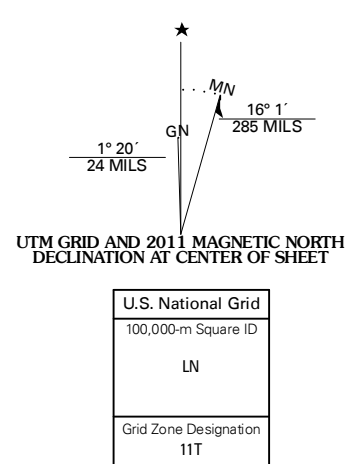 MN
16° 1´
285 MILS
GN
1° 20´
24 MILS
UTM GRID AND 2011 MAGNETIC NORTH
DECLINATION AT CENTER OF SHEET
U.S. National Grid
100,000-m Square ID
LN
Grid Zone Designation
11T